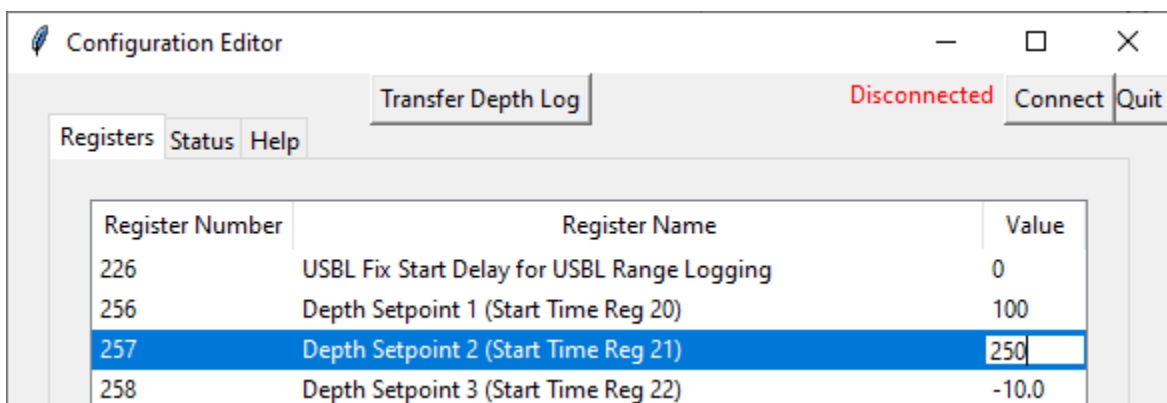 Configuration Editor
Transfer Depth Log
Disconnected Connect Quit
Registers Status Help
Register Number Register Name Value
226 USBL Fix Start Delay for USBL Range Logging 0
256 Depth Setpoint 1 (Start Time Reg 20) 100
257 Depth Setpoint 2 (Start Time Reg 21) 250
258 Depth Setpoint 3 (Start Time Reg 22) -10.0